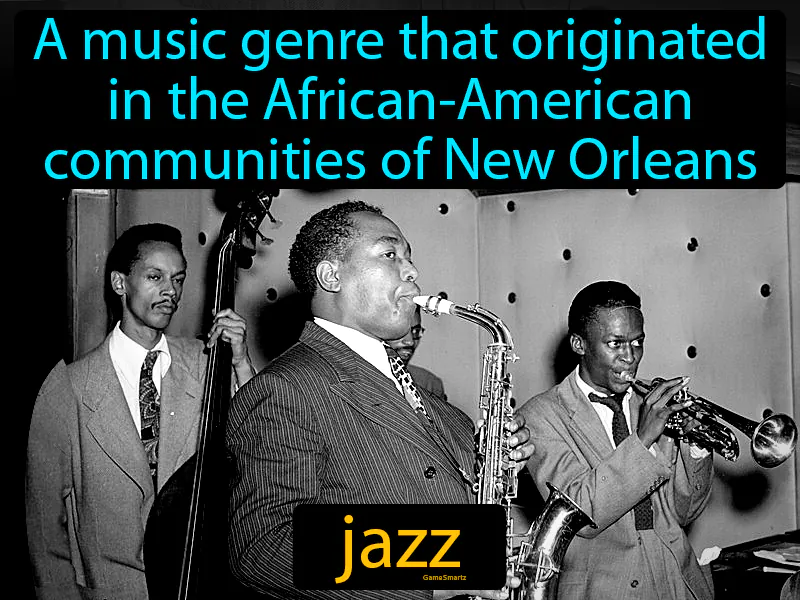 A music genre that originated
in the African-American
communities of New Orleans
jazz
GameSmartz